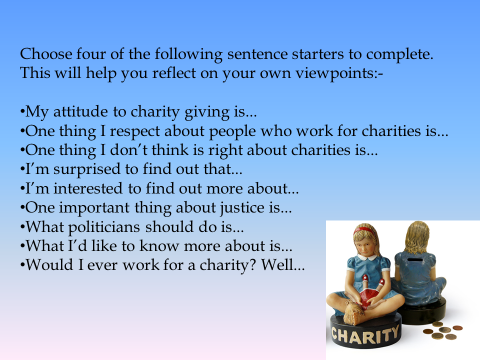 Choose four of the following sentence starters to complete.
This will help you reflect on your own viewpoints:-
•My attitude to charity giving is...
•One thing I respect about people who work for charities is...
•One thing I don’t think is right about charities is...
•I’m surprised to find out that...
•I’m interested to find out more about...
•One important thing about justice is...
•What politicians should do is...
•What I’d like to know more about is...
•Would I ever work for a charity? Well...
CHARITY